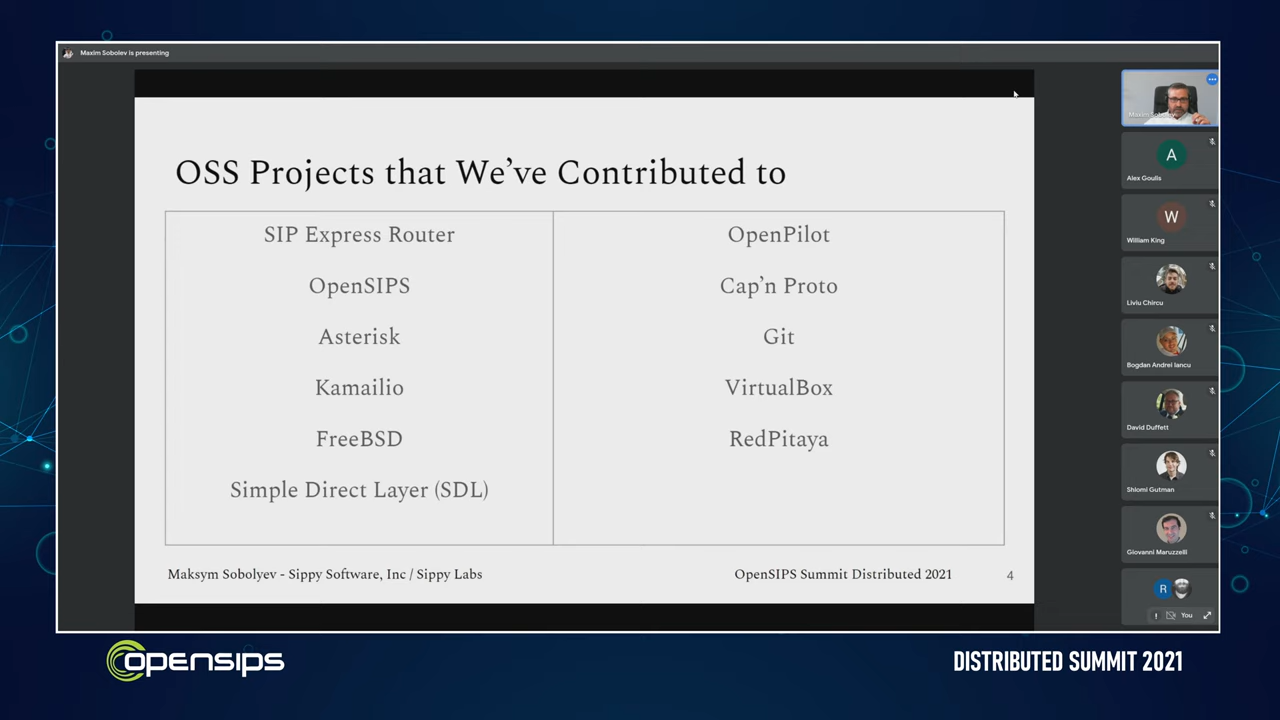 Maxim Sobolev is presenting
OSS Projects that We've Contributed to
SIP Express Router
OpenSIPS
Asterisk
Kamailio
FreeBSD
Simple Direct Layer (SDL)
OpenPilot
Cap'n Proto
Git
VirtualBox
RedPitaya
Maksym Sobolyev - Sippy Software, Inc / Sippy Labs
OpenSIPS Summit Distributed 2021
4
Maxim Sobolev
A
Alex Goulis
W
William King
Liviu Chircu
Bogdan Andrei Iancu
David Duffett
Shlomi Gutman
Giovanni Maruzzelli
R
You
opensips
DISTRIBUTED SUMMIT 2021